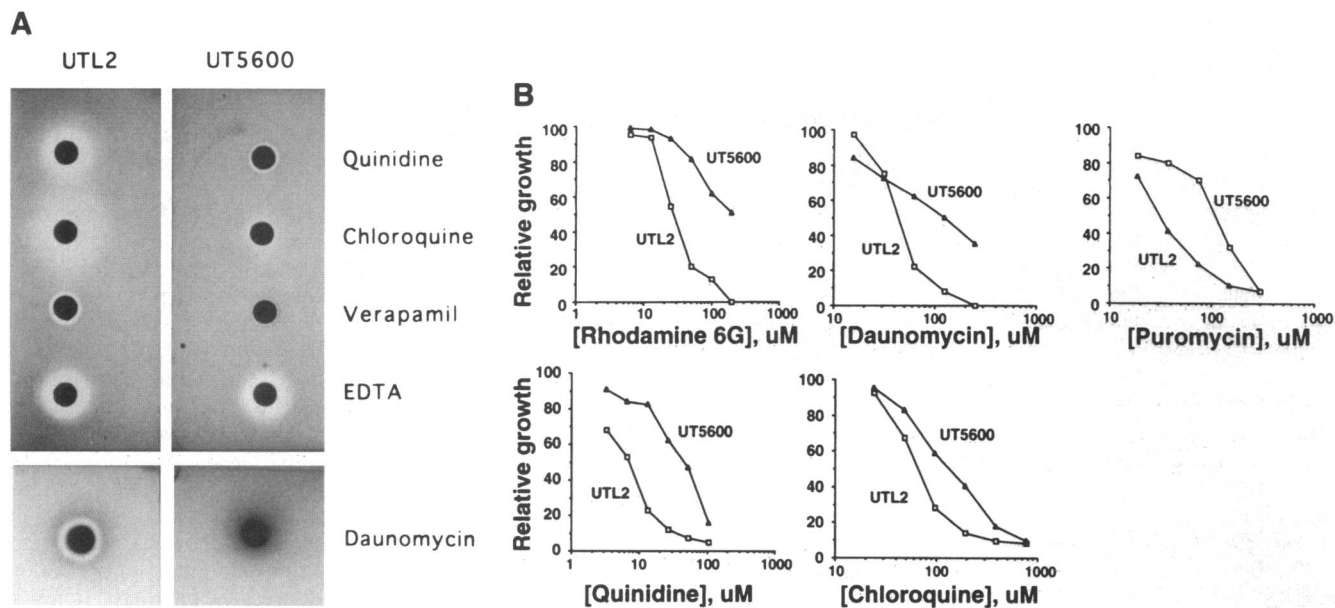 A
UTL2 UT5600
Quinidine
Chloroquine
Verapamil
EDTA
Daunomycin
B
Relative growth
100
80
60
40
20
0
UT5600
UTL2
1 10 100 1000
[Rhodamine 6G], uM
100
80
60
40
20
0
UT5600
UTL2
10 100 1000
[Daunomycin], uM
100
80
60
40
20
0
UT5600
UTL2
10 100 1000
[Puromycin], uM
Relative growth
100
80
60
40
20
0
UT5600
UTL2
1 10 100 1000
[Quinidine], uM
100
80
60
40
20
0
UT5600
UTL2
10 100 1000
[Chloroquine], uM